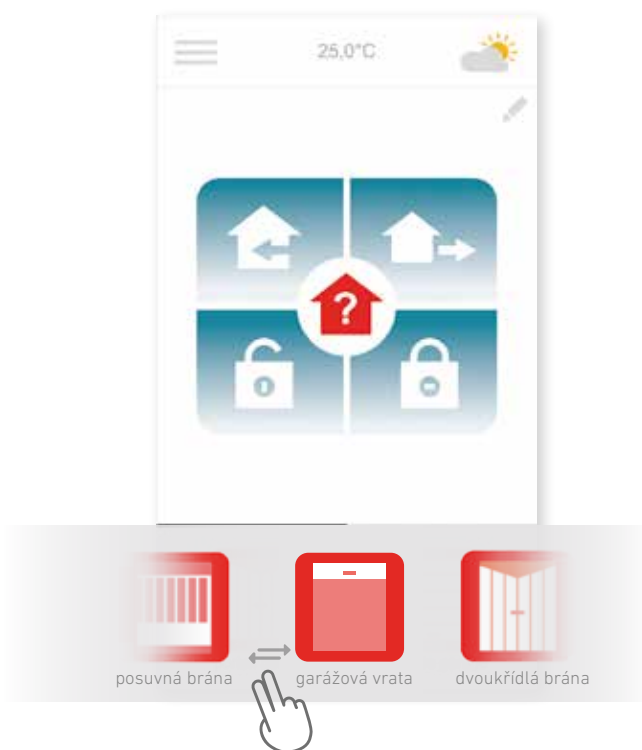 25,0°C
?
posuvná brána
garážová vrata
dvoukřídlá brána